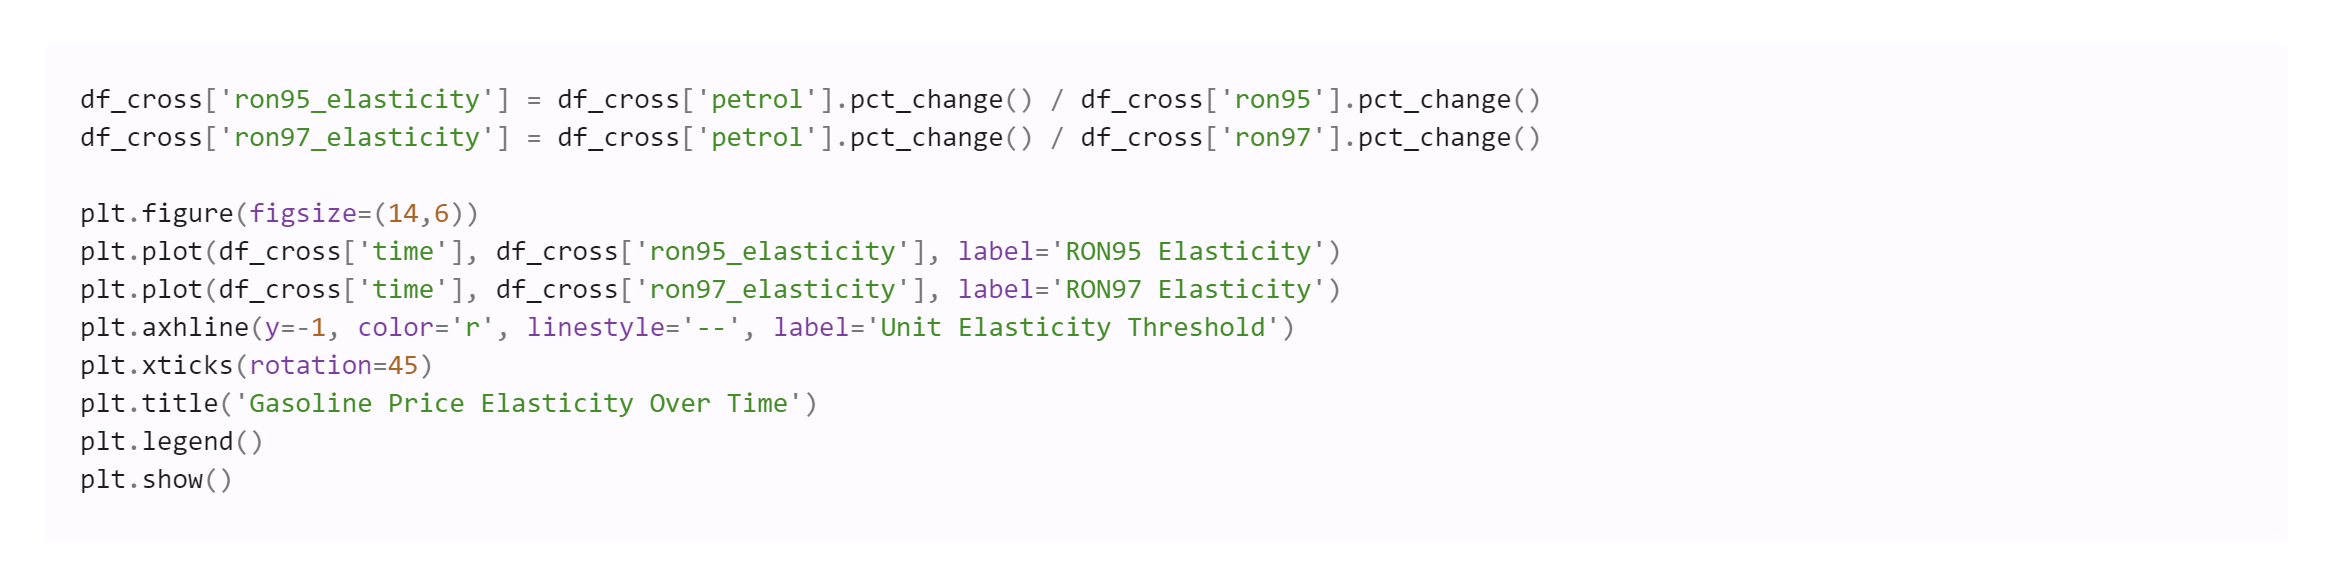 df_cross['ron95_elasticity'] = df_cross['petrol'].pct_change() / df_cross['ron95'].pct_change()
df_cross['ron97_elasticity'] = df_cross['petrol'].pct_change() / df_cross['ron97'].pct_change()
plt.figure(figsize=(14,6))
plt.plot(df_cross['time'], df_cross['ron95_elasticity'], label='RON95 Elasticity')
plt.plot(df_cross['time'], df_cross['ron97_elasticity'], label='RON97 Elasticity')
plt.axhline(y=-1, color='r', linestyle='--', label='Unit Elasticity Threshold')
plt.xticks(rotation=45)
plt.title('Gasoline Price Elasticity Over Time')
plt.legend()
plt.show()